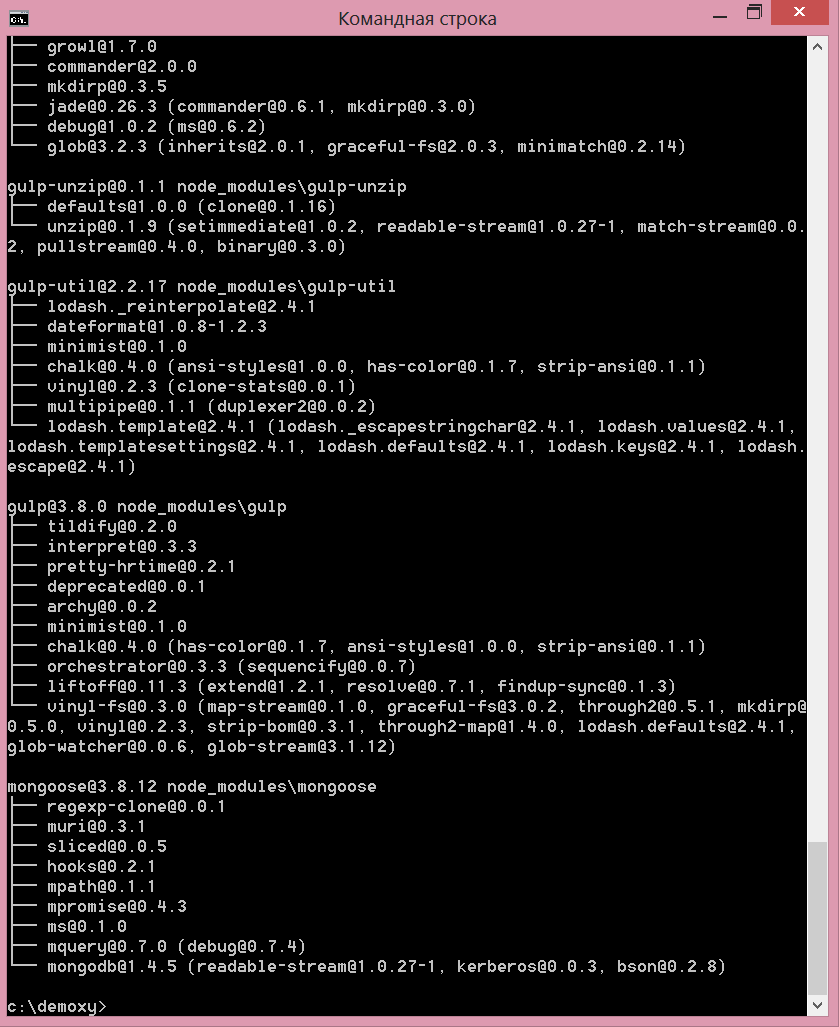 Командная строка
├── growl@1.7.0
├── commander@2.0.0
├── mkdirp@0.3.5
├── jade@0.26.3 (commander@0.6.1, mkdirp@0.3.0)
├── debug@1.0.2 (ms@0.6.2)
└── glob@3.2.3 (inherits@2.0.1, graceful-fs@2.0.3, minimatch@0.2.14)
gulp-unzip@0.1.1 node_modules\gulp-unzip
├── defaults@1.0.0 (clone@0.1.16)
└── unzip@0.1.9 (setimmediate@1.0.2, readable-stream@1.0.27-1, match-stream@0.0.
2, pullstream@0.4.0, binary@0.3.0)
gulp-util@2.2.17 node_modules\gulp-util
├── lodash._reinterpolate@2.4.1
├── dateformat@1.0.8-1.2.3
├── minimist@0.1.0
├── chalk@0.4.0 (ansi-styles@1.0.0, has-color@0.1.7, strip-ansi@0.1.1)
├── vinyl@0.2.3 (clone-stats@0.0.1)
├── multipipe@0.1.1 (duplexer2@0.0.2)
└── lodash.template@2.4.1 (lodash._escapestringchar@2.4.1, lodash.values@2.4.1,
lodash.templatesettings@2.4.1, lodash.defaults@2.4.1, lodash.keys@2.4.1, lodash.
escape@2.4.1)
gulp@3.8.0 node_modules\gulp
├── tildify@0.2.0
├── interpret@0.3.3
├── pretty-hrtime@0.2.1
├── deprecated@0.0.1
├── archy@0.0.2
├── minimist@0.1.0
├── chalk@0.4.0 (has-color@0.1.7, ansi-styles@1.0.0, strip-ansi@0.1.1)
├── orchestrator@0.3.3 (sequencify@0.0.7)
├── liftoff@0.11.3 (extend@1.2.1, resolve@0.7.1, findup-sync@0.1.3)
└── vinyl-fs@0.3.0 (map-stream@0.1.0, graceful-fs@3.0.2, through2@0.5.1, mkdirp@
0.5.0, vinyl@0.2.3, strip-bom@0.3.1, through2-map@1.4.0, lodash.defaults@2.4.1,
glob-watcher@0.0.6, glob-stream@3.1.12)
mongoose@3.8.12 node_modules\mongoose
├── regexp-clone@0.0.1
├── muri@0.3.1
├── sliced@0.0.5
├── hooks@0.2.1
├── mpath@0.1.1
├── mpromise@0.4.3
├── ms@0.1.0
├── mquery@0.7.0 (debug@0.7.4)
└── mongodb@1.4.5 (readable-stream@1.0.27-1, kerberos@0.0.3, bson@0.2.8)
c:\demoxy>